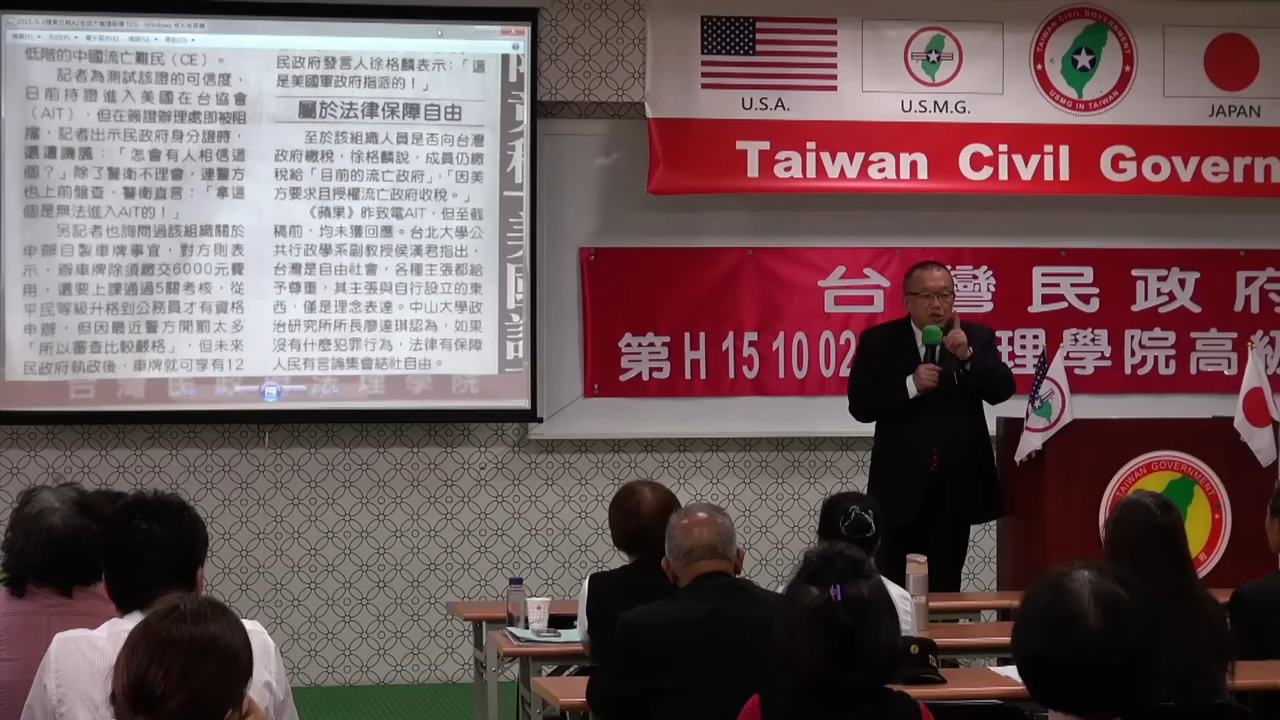 低階的中國流亡難民（CE）。
記者為測試該證的可信度，
日前持證進入美國在台協會
（AIT），但在簽證辦理處即被阻
擋，記者出示民政府身分證時，
還遭譏諷：「怎會有人相信這
個？」除了警衛不理會，連警方
也上前盤查。警衛直言：「拿這
個是無法進入AIT的！」
另記者也詢問過該組織關於
申辦自製車牌事宜，對方則表
示，辦車牌除須繳交6000元費
用，還要上課通過5關考核，從
平民等級升格到公務員才有資格
申辦，但因最近警方開罰太多
「所以審查比較嚴格」，但未來
民政府執政後，車牌就可享有12
民政府發言人徐格麟表示：「這
是美國軍政府指派的！」
屬於法律保障自由
至於該組織人員是否向台灣
政府繳稅，徐格麟說，成員仍繳
稅給「目前的流亡政府」，「因美
方要求且授權流亡政府收稅。」
《蘋果》昨致電AIT，但至截
稿前，均未獲回應。台北大學公
共行政學系副教授侯漢君指出，
台灣是自由社會，各種主張都給
予尊重，其主張與自行設立的東
西，僅是理念表達。中山大學政
治研究所所長廖達琪認為，如果
沒有什麼犯罪行為，法律有保障
人民有言論集會結社自由。
台灣民政府法理學院
U.S.A.
U.S.M.G.
TAIWAN CIVIL GOVERNMENT
USMG IN TAIWAN
JAPAN
Taiwan Civil Govern
台灣民政府
第H 15 10 02
理學院高級
TAIWAN GOVERNMENT